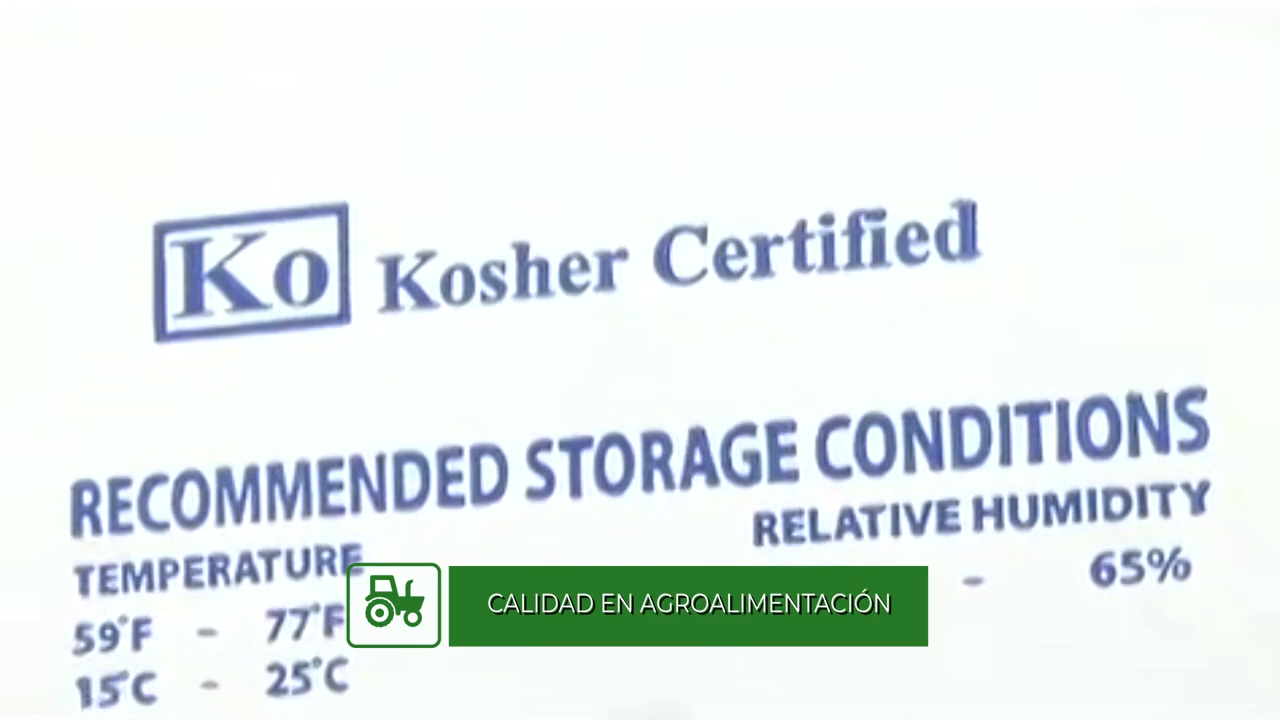 Ko Kosher Certified
RECOMMENDED STORAGE CONDITIONS
TEMPERATURE RELATIVE HUMIDITY
59°F - 77°F - 65%
15°C - 25°C
CALIDAD EN AGROALIMENTACIÓN